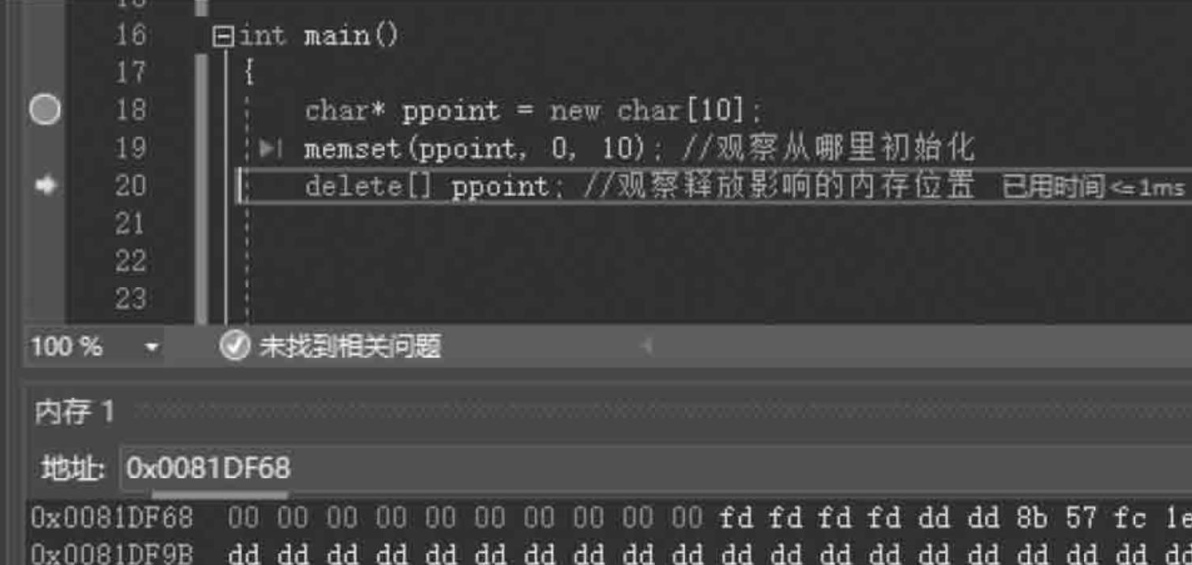 16 int main()
17 {
18 char* ppoint = new char[10];
19 memset(ppoint, 0, 10); //观察从哪里初始化
20 delete[] ppoint; //观察释放影响的内存位置 已用时间<=1ms
21
22
23
100 % 未找到相关问题
内存 1
地址: 0x0081DF68
0x0081DF68 00 00 00 00 00 00 00 00 00 00 fd fd fd fd dd dd 8b 57 fc 1e
0x0081DF9B dd dd dd dd dd dd dd dd dd dd dd dd dd dd dd dd dd dd dd dd